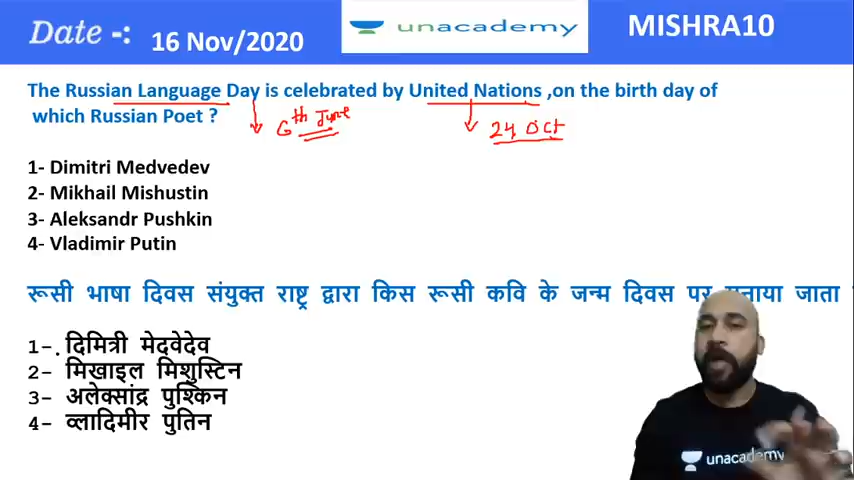 Date -: 16 Nov/2020 unacademy MISHRA10
The Russian Language Day is celebrated by United Nations ,on the birth day of
which Russian Poet ?
6th June
24 Oct
1- Dimitri Medvedev
2- Mikhail Mishustin
3- Aleksandr Pushkin
4- Vladimir Putin
रूसी भाषा दिवस संयुक्त राष्ट्र द्वारा किस रूसी कवि के जन्म दिवस पर मनाया जाता
1- दिमित्री मेदवेदेव
2- मिखाइल मिशुस्टिन
3- अलेक्सांद्र पुश्किन
4- व्लादिमीर पुतिन
unacademy